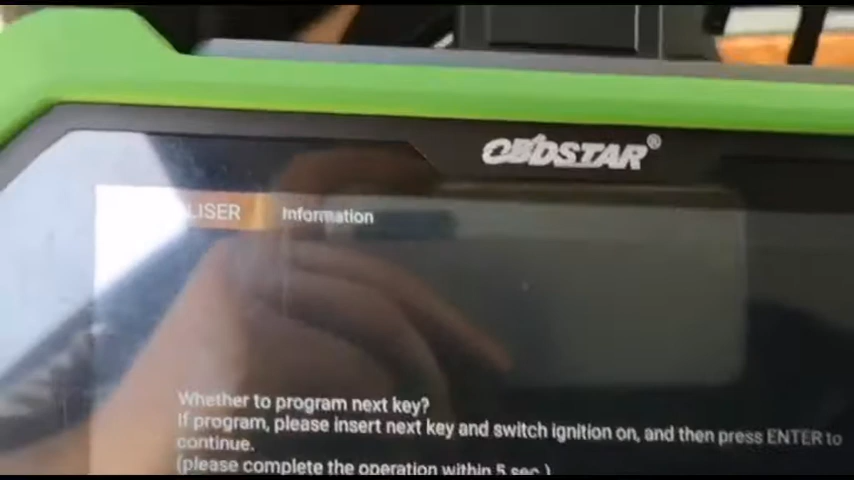 OBDSTAR®
LISER Information
Whether to program next key?
If program, please insert next key and switch ignition on, and then press ENTER to
continue.
(please complete the operation within 5 sec.)